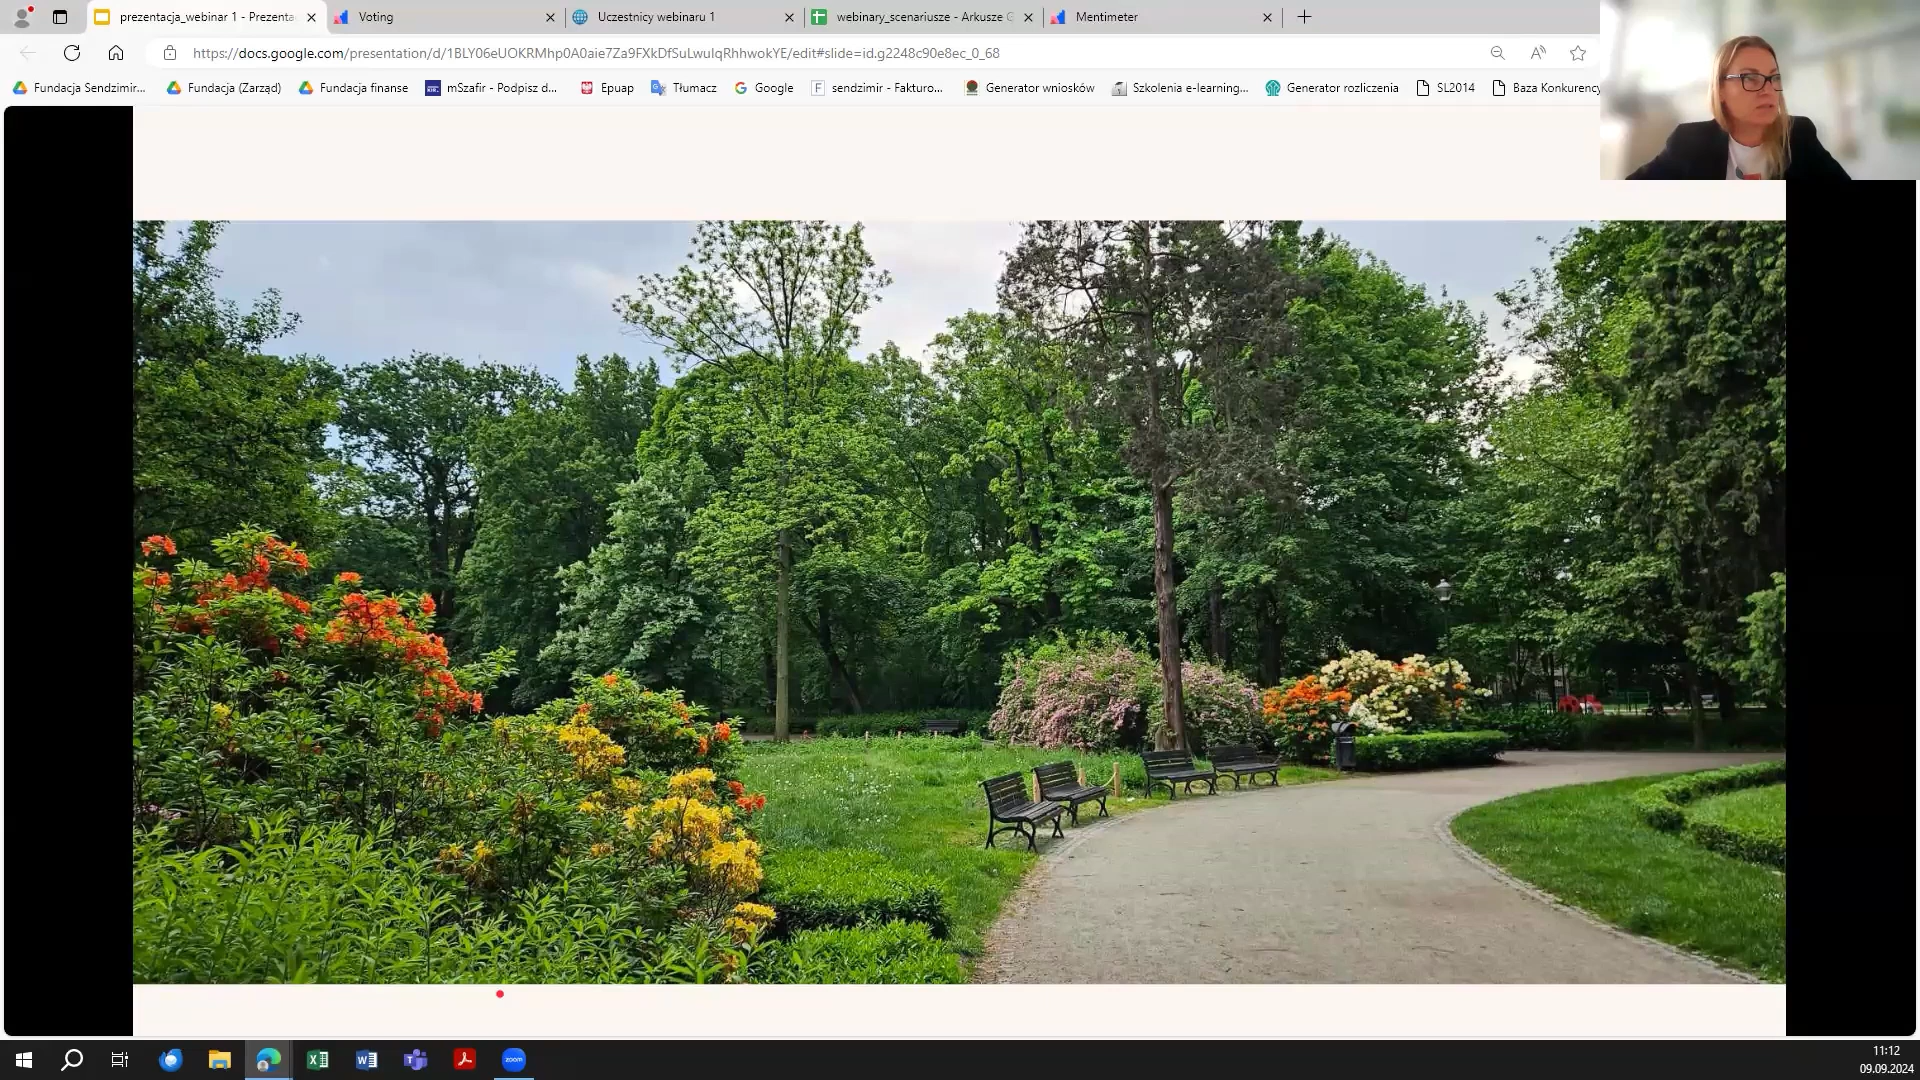 prezentacja_webinar 1 - Prezenta
Voting
Uczestnicy webinaru 1
webinary_scenariusze - Arkusze G
Mentimeter
https://docs.google.com/presentation/d/1BLY06eUOKRMhp0A0aie7Za9FXkDfSuLwuIqRhhwokYE/edit#slide=id.g2248c90e8ec_0_68
Fundacja Sendzimir...
Fundacja (Zarząd)
Fundacja finanse
mSzafir - Podpisz d...
Epuap
Tłumacz
Google
sendzimir - Fakturo...
Generator wniosków
Szkolenia e-learning...
Generator rozliczenia
SL2014
Baza Konkurency
zoom
11:12
09.09.2024